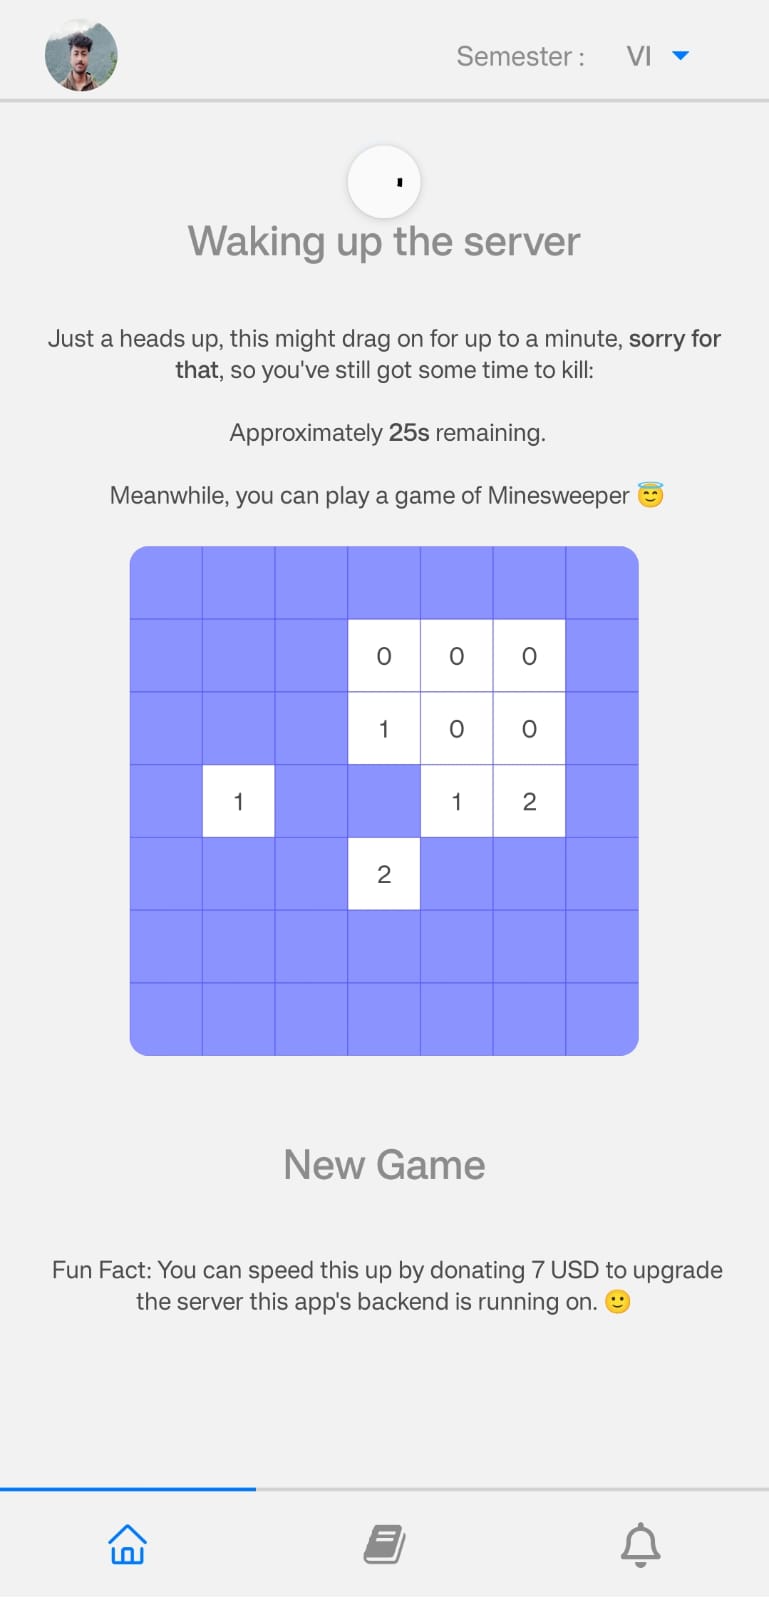 Semester : VI
Waking up the server
Just a heads up, this might drag on for up to a minute, sorry for
that, so you've still got some time to kill:
Approximately 25s remaining.
Meanwhile, you can play a game of Minesweeper 😇
0 0 0
1 0 0
1 1 2
2
New Game
Fun Fact: You can speed this up by donating 7 USD to upgrade
the server this app's backend is running on. 🙂